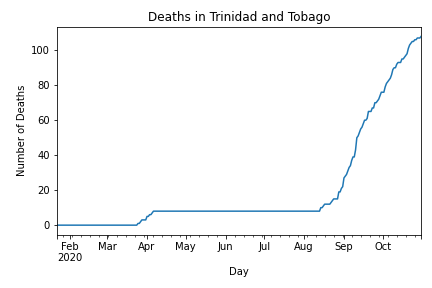 Deaths in Trinidad and Tobago
Number of Deaths
100
80
60
40
20
0
Feb Mar Apr May Jun Jul Aug Sep Oct
2020
Day